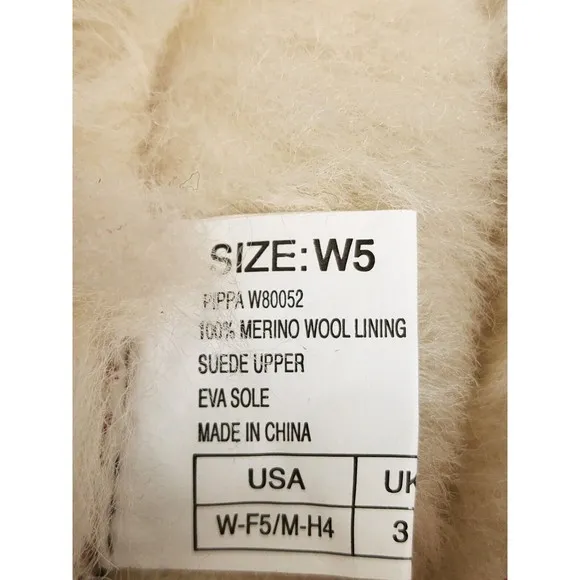 SIZE: W5
PIPPA W80052
100% MERINO WOOL LINING
SUEDE UPPER
EVA SOLE
MADE IN CHINA
USA UK
W-F5/M-H4 3